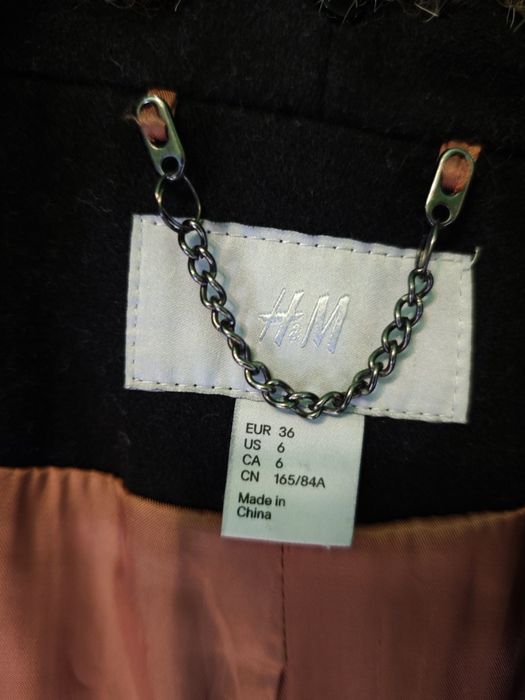 H&M
EUR 36
US 6
CA 6
CN 165/84A
Made in
China